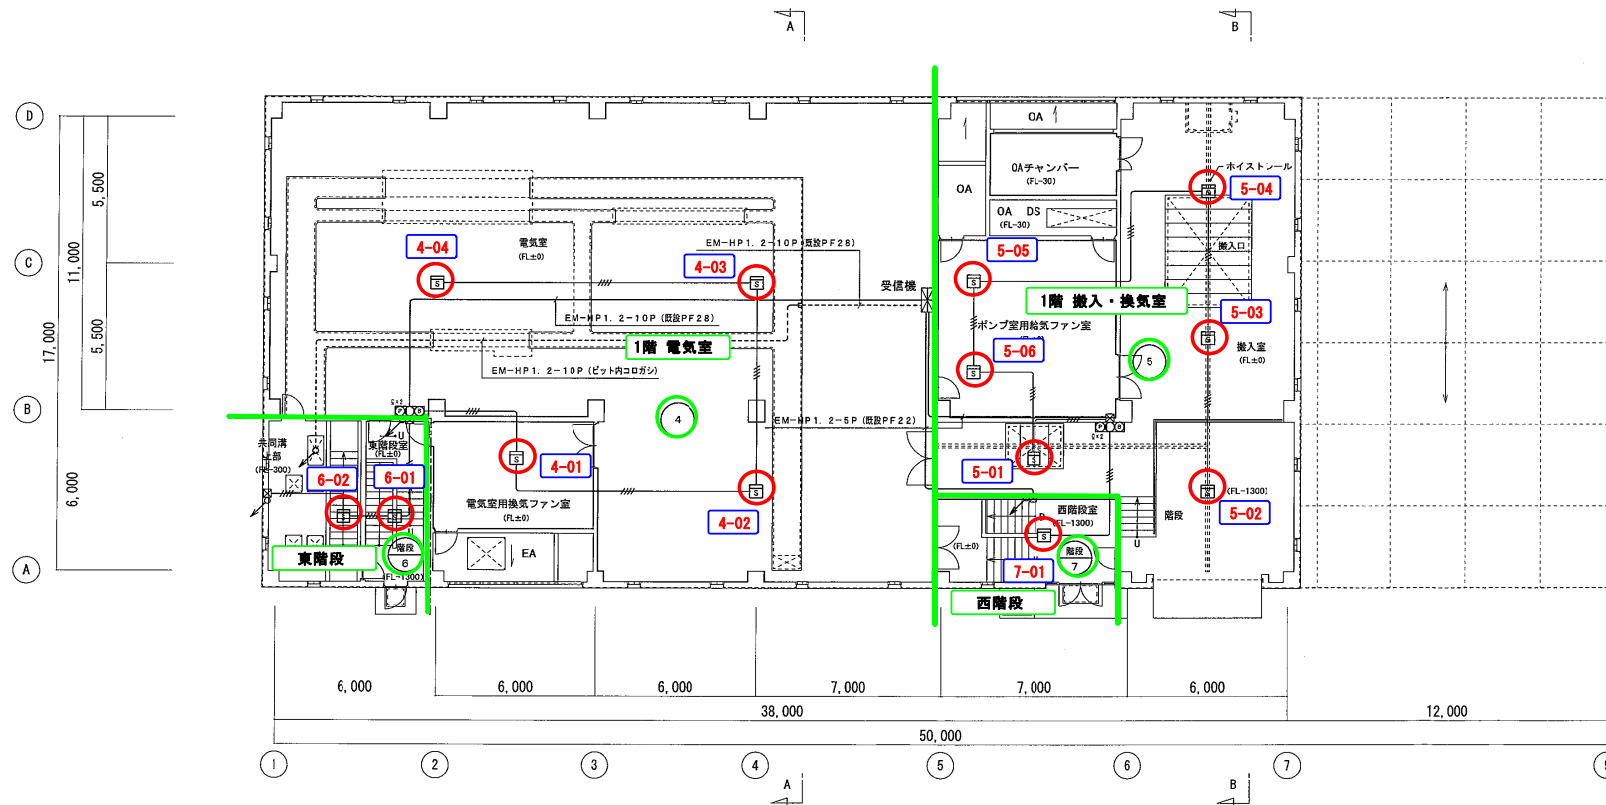 A
B
D
C
B
A
5,500
11,000
5,500
17,000
6,000
OA
OAチャンバー
(FL-30)
OA
OA DS
(FL-30)
ホイストレール
5-04
搬入口
4-04
電気室
(FL±0)
4-03
EM-HP1. 2-10P (既設PF28)
受信機
5-05
1階 搬入・換気室
5-03
EM-HP1. 2-10P (既設PF28)
1階 電気室
ポンプ室用給気ファン室
5-06
搬入室
(FL±0)
5
EM-HP1. 2-10P (ピット内コロガシ)
4
EM-HP1. 2-5P (既設PF22)
共同溝
上部
(FL-300)
U
東階段室
(FL±0)
6-02
6-01
4-01
4-02
5-01
5-02
(FL-1300)
電気室用換気ファン室
(FL±0)
西階段室
(FL-1300)
階段
U
東階段
階段
6
(FL-1300)
EA
(FL±0)
階段
7
7-01
西階段
6,000
6,000
6,000
7,000
7,000
6,000
38,000
12,000
50,000
1
2
3
4
5
6
7
A
B